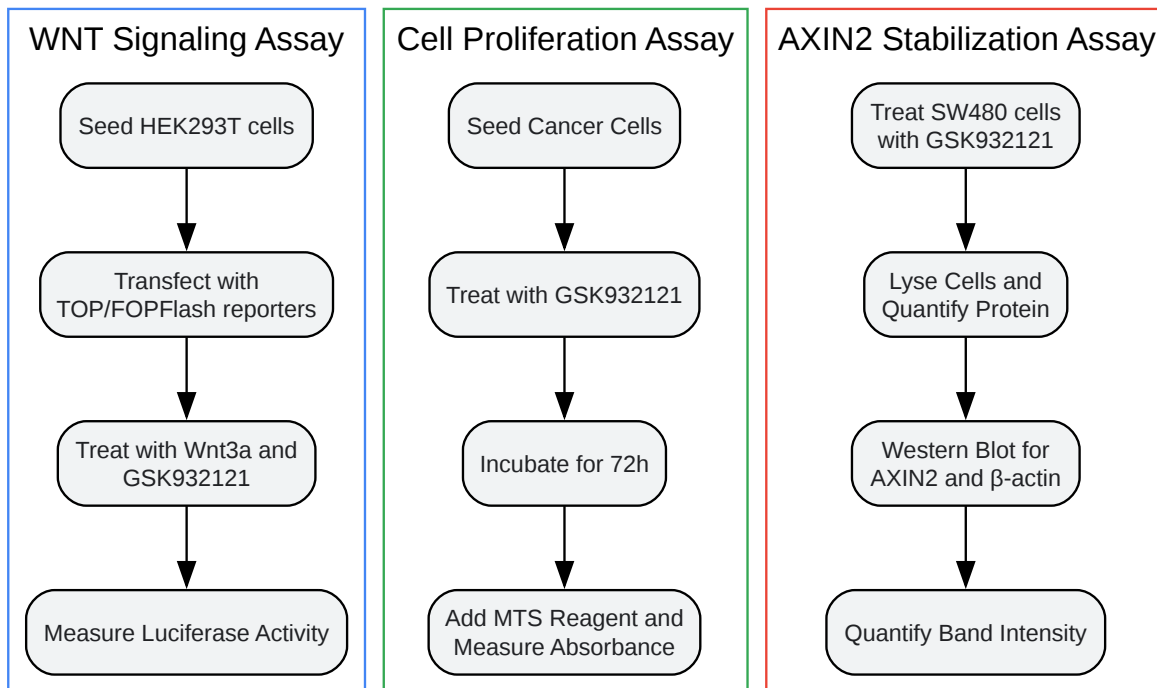 WNT Signaling Assay
Seed HEK293T cells
Transfect with
TOP/FOPFlash reporters
Treat with Wnt3a and
GSK932121
Measure Luciferase Activity
Cell Proliferation Assay
Seed Cancer Cells
Treat with GSK932121
Incubate for 72h
Add MTS Reagent and
Measure Absorbance
AXIN2 Stabilization Assay
Treat SW480 cells
with GSK932121
Lyse Cells and
Quantify Protein
Western Blot for
AXIN2 and β-actin
Quantify Band Intensity